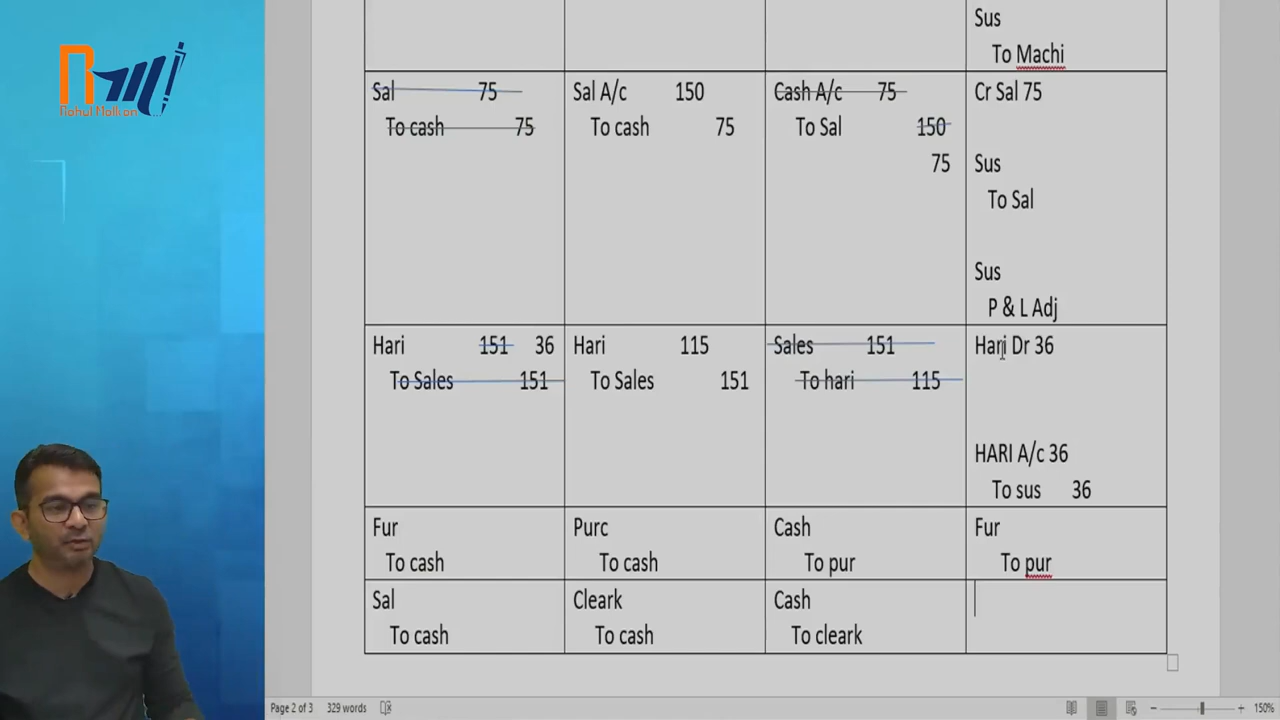 Rahul Malkan
Sus
To Machi
Sal 75
To cash 75
Sal A/c 150
To cash 75
Cash A/c 75
To Sal 150
75
Cr Sal 75
Sus
To Sal
Sus
P & L Adj
Hari 151 36
To Sales 151
Hari 115
To Sales 151
Sales 151
To hari 115
Hari Dr 36
HARI A/c 36
To sus 36
Fur
To cash
Purc
To cash
Cash
To pur
Fur
To pur
Sal
To cash
Cleark
To cash
Cash
To cleark
Page 2 of 3 329 words
150%